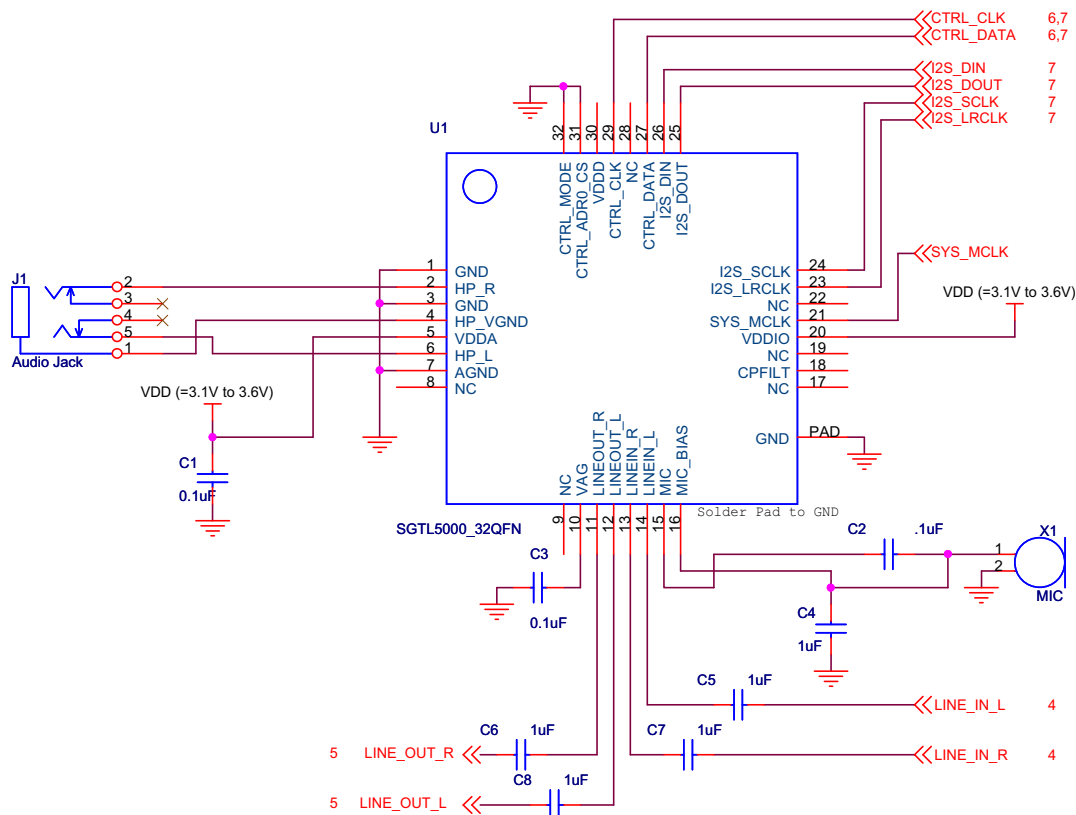 CTRL_CLK 6,7
CTRL_DATA 6,7
I2S_DIN 7
I2S_DOUT 7
I2S_SCLK 7
I2S_LRCLK 7
U1
32
31
30
29
28
27
26
25
CTRL_MODE
CTRL_ADR0_CS
VDDD
CTRL_ CLK
NC
CTRL_DATA
I2S_DIN
I2S_DOUT
SYS_MCLK
VDD (=3.1V to 3.6V)
J1
2
3
4
5
1
Audio Jack
1 GND
2 HP_R
3 GND
4 HP_VGND
5 VDDA
6 HP_L
7 AGND
8 NC
I2S_SCLK 24
I2S_LRCLK 23
NC 22
SYS_MCLK 21
VDDIO 20
NC 19
CPFILT 18
NC 17
GND PAD
VDD (=3.1V to 3.6V)
C1
0.1uF
NC
VAG
LINEOUT_R
LINEOUT_L
LINEIN_R
LINEIN_L
MIC
MIC_BIAS
9
10
11
12
13
14
15
16
SGTL5000_32QFN
Solder Pad to GND
C2 .1uF
X1
1
2
MIC
C3
0.1uF
C4
1uF
C5 1uF
LINE_IN_L 4
C6 1uF
5 LINE_OUT_R
C7 1uF
LINE_IN_R 4
C8 1uF
5 LINE_OUT_L